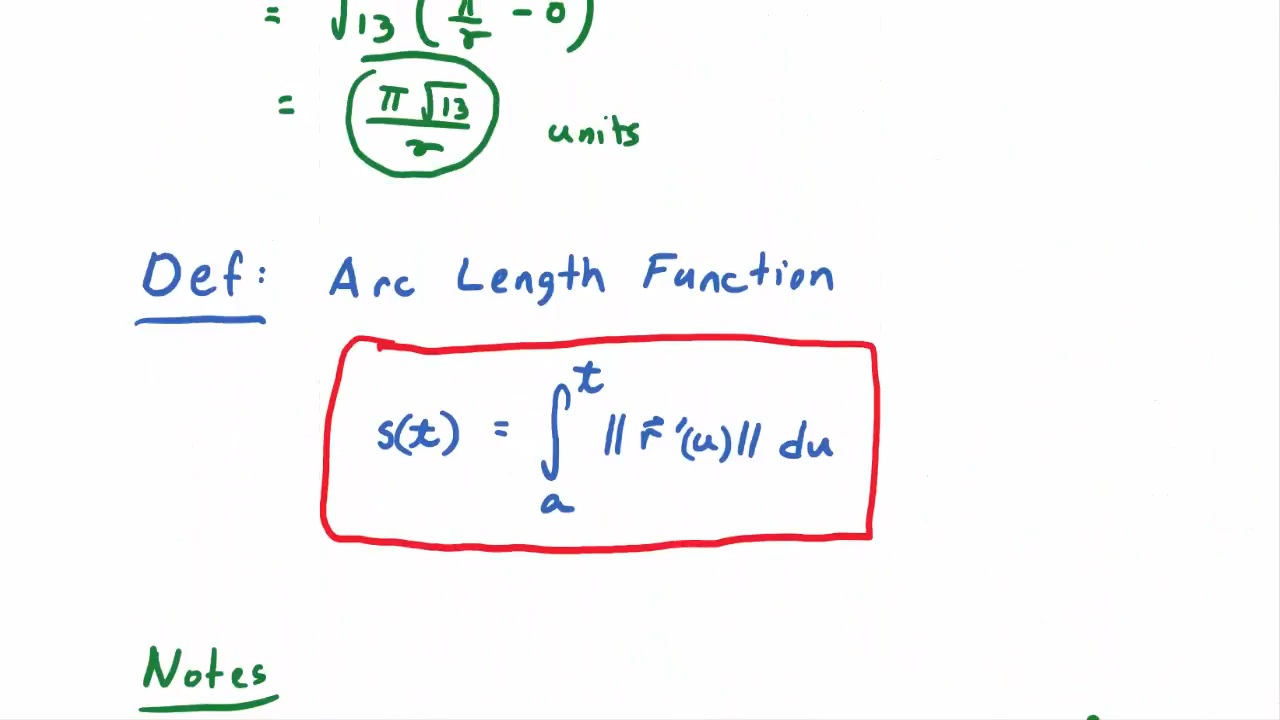 = √13 (π/2 - 0)
= π√13/2 units
Def: Arc Length Function
s(t) = ∫ₐᵗ ‖r⃗'(u)‖ du
Notes